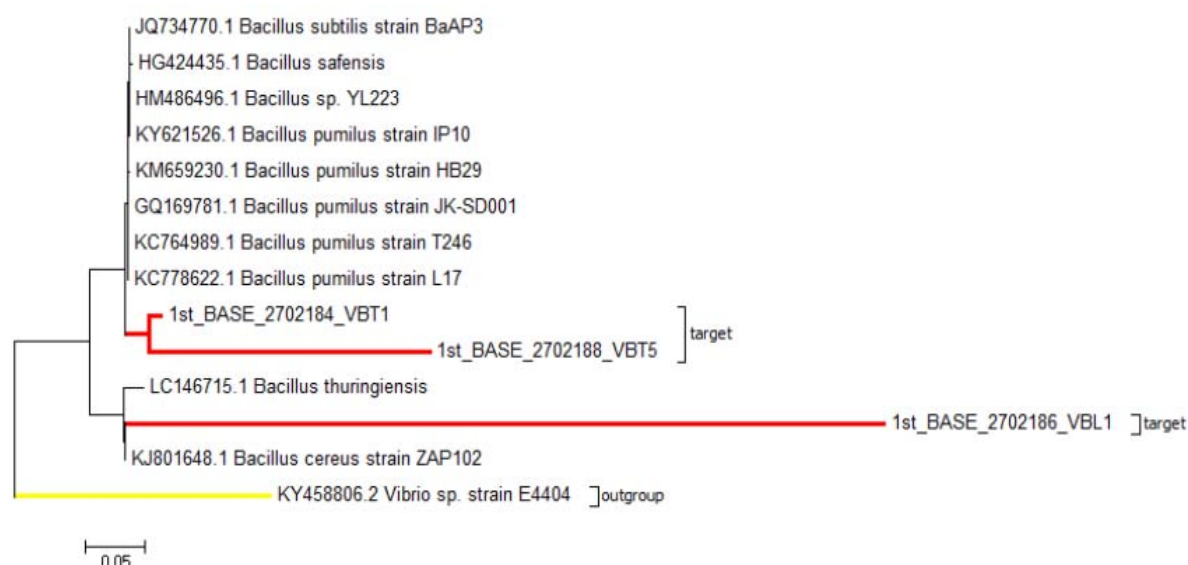 JQ734770.1 Bacillus subtilis strain BaAP3
HG424435.1 Bacillus safensis
HM486496.1 Bacillus sp. YL223
KY621526.1 Bacillus pumilus strain IP10
KM659230.1 Bacillus pumilus strain HB29
GQ169781.1 Bacillus pumilus strain JK-SD001
KC764989.1 Bacillus pumilus strain T246
KC778622.1 Bacillus pumilus strain L17
1st_BASE_2702184_VBT1
target
1st_BASE_2702188_VBT5
LC146715.1 Bacillus thuringiensis
1st_BASE_2702186_VBL1 target
KJ801648.1 Bacillus cereus strain ZAP102
KY458806.2 Vibrio sp. strain E4404 outgroup
0.05